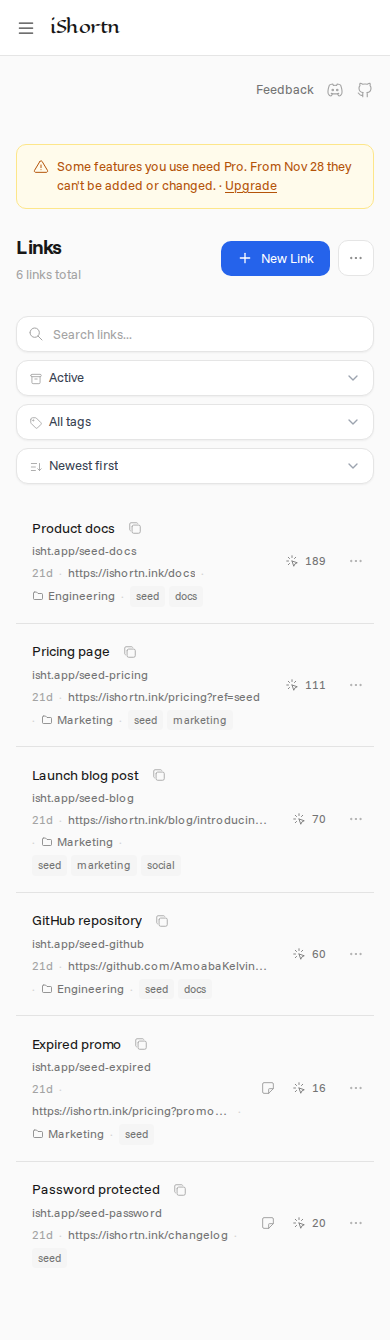 iShortn
Feedback
Some features you use need Pro. From Nov 28 they
can't be added or changed. · Upgrade
Links
6 links total
New Link
Search links...
Active
All tags
Newest first
Product docs
isht.app/seed-docs
21d · https://ishortn.ink/docs ·
Engineering · seed docs
189
Pricing page
isht.app/seed-pricing
21d · https://ishortn.ink/pricing?ref=seed
· Marketing · seed marketing
111
Launch blog post
isht.app/seed-blog
21d · https://ishortn.ink/blog/introducin...
· Marketing ·
seed marketing social
70
GitHub repository
isht.app/seed-github
21d · https://github.com/AmoabaKelvin...
· Engineering · seed docs
60
Expired promo
isht.app/seed-expired
21d ·
https://ishortn.ink/pricing?promo... ·
Marketing · seed
16
Password protected
isht.app/seed-password
21d · https://ishortn.ink/changelog ·
seed
20